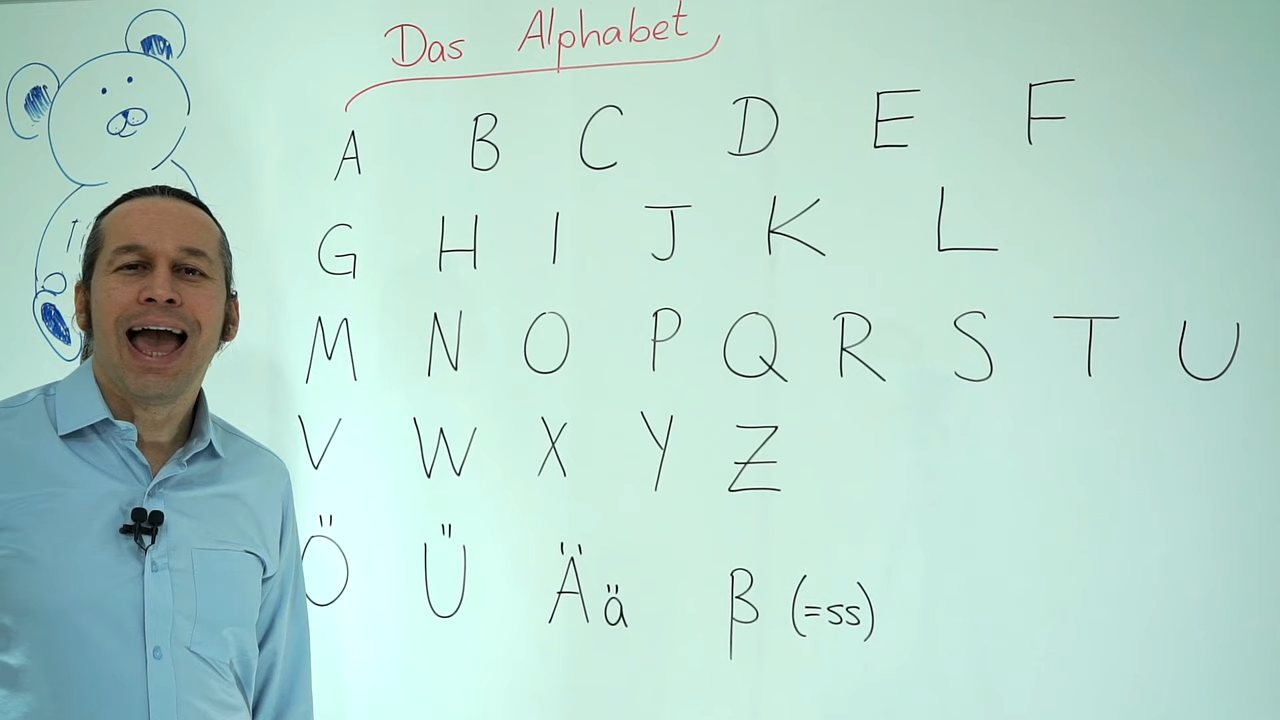 Das Alphabet
A B C D E F
G H I J K L
M N O P Q R S T U
V W X Y Z
Ö Ü Ä ä ß (=ss)